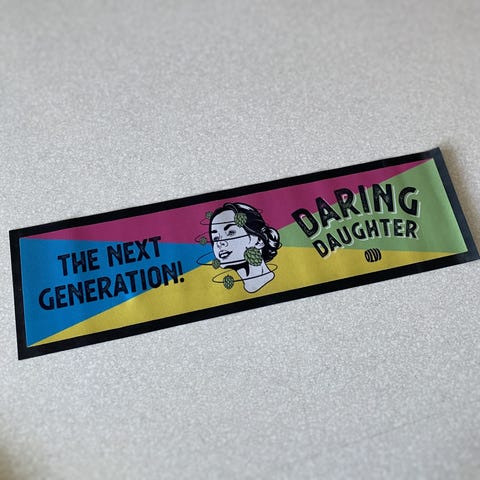 THE NEXT
GENERATION!
DARING
DAUGHTER